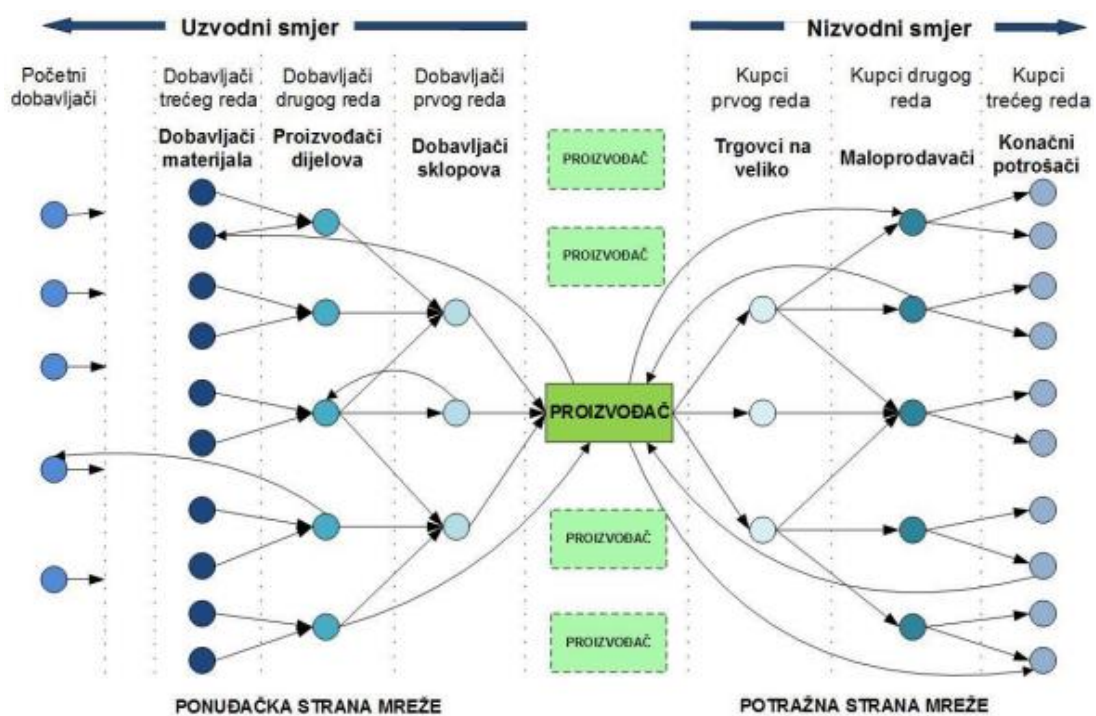 Uzvodni smjer
Nizvodni smjer
Početni
dobavljači
Dobavljači
trećeg reda
Dobavljači
materijala
Dobavljači
drugog reda
Proizvođači
dijelova
Dobavljači
prvog reda
Dobavljači
sklopova
Kupci
prvog reda
Trgovci na
veliko
Kupci drugog
reda
Maloprodavači
Kupci
trećeg reda
Konačni
potrošači
PROIZVOĐAČ
PROIZVOĐAČ
PROIZVOĐAČ
PROIZVOĐAČ
PROIZVOĐAČ
PONUĐAČKA STRANA MREŽE
POTRAŽNA STRANA MREŽE